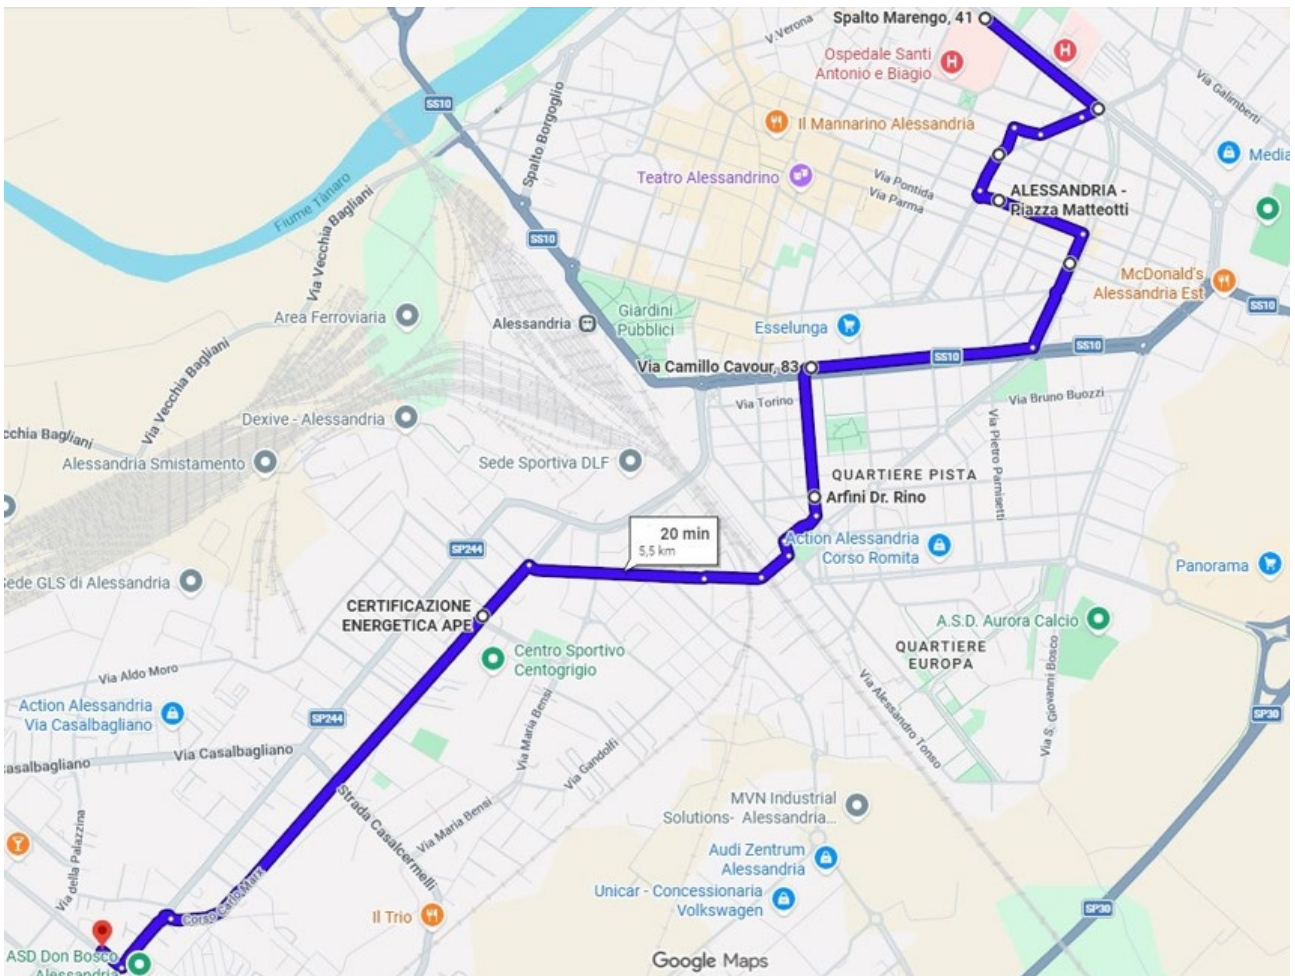 Spalto Marengo, 41
V.Verona
Ospedale Santi
Antonio e Biagio
H
H
Via Galimberti
SS10
Spalto Borgoglio
Il Mannarino Alessandria
Media
Teatro Alessandrino
Via Pontida
Via Parma
ALESSANDRIA -
Piazza Matteotti
Fiume Tànaro
Via Vecchia Bagliani
SS10
McDonald's
Alessandria Est
SS10
Area Ferroviaria
Alessandria
Giardini
Pubblici
Esselunga
SS10
SS10
Via Camillo Cavour, 83
Via Vecchia Bagliani
Via Torino
Via Bruno Buozzi
Dexive - Alessandria
cchia Bagliani
Via Pietro Parnisetti
Alessandria Smistamento
Sede Sportiva DLF
QUARTIERE PISTA
Arfini Dr. Rino
20 min
5,5 km
Action Alessandria
Corso Romita
SP244
Panorama
Sede GLS di Alessandria
CERTIFICAZIONE
ENERGETICA APE
A.S.D. Aurora Calcio
Centro Sportivo
Centogrigio
QUARTIERE
EUROPA
Via Aldo Moro
Via S. Giovanni Bosco
Via Alessandro Tonso
Action Alessandria
Via Casalbagliano
SP244
SP30
Via Maria Bensi
Via Casalbagliano
Casalbagliano
Via Gandolfi
Strada Casalcermelli
MVN Industrial
Solutions- Alessandria...
Via Maria Bensi
Via della Palazzina
Audi Zentrum
Alessandria
Unicar - Concessionaria
Volkswagen
Corso Carlo Marx
Il Trio
SP30
ASD Don Bosco
Alessandria
Google Maps